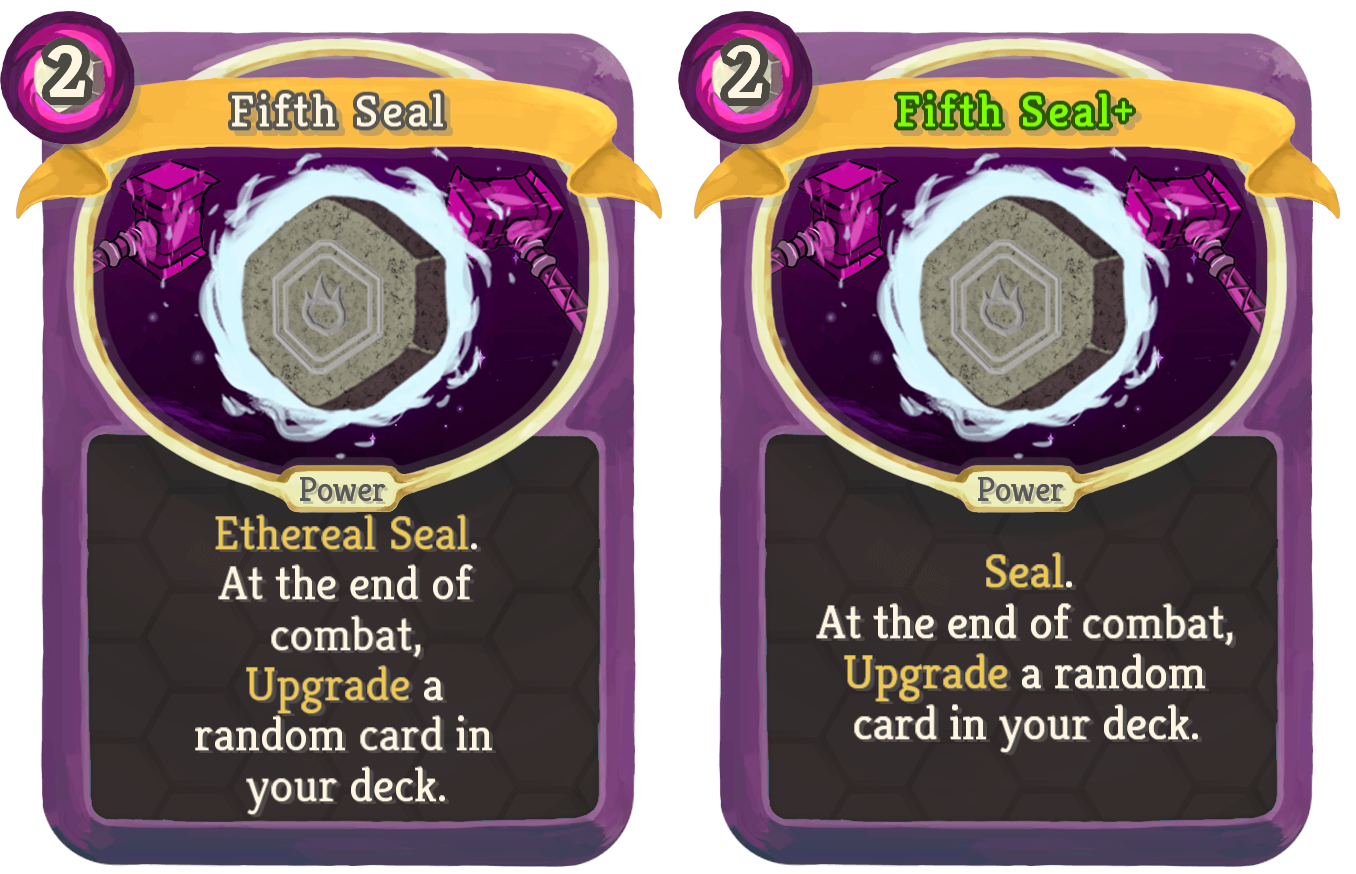 2
Fifth Seal
Power
Ethereal Seal.
At the end of
combat,
Upgrade a
random card in
your deck.
2
Fifth Seal+
Power
Seal.
At the end of combat,
Upgrade a random
card in your deck.